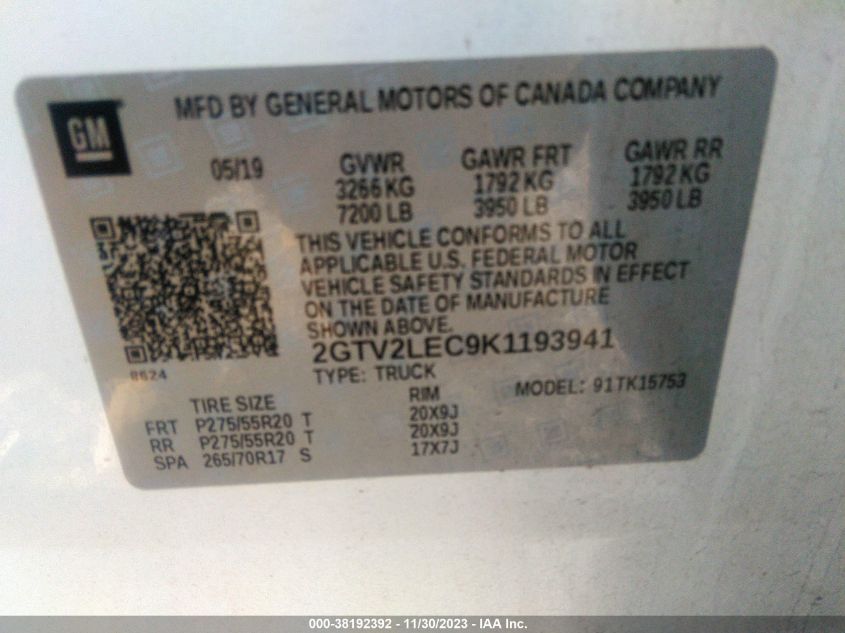 GM
MFD BY GENERAL MOTORS OF CANADA COMPANY
05/19 GVWR GAWR FRT GAWR RR
3266 KG 1792 KG 1792 KG
7200 LB 3950 LB 3950 LB
THIS VEHICLE CONFORMS TO ALL
APPLICABLE U.S. FEDERAL MOTOR
VEHICLE SAFETY STANDARDS IN EFFECT
ON THE DATE OF MANUFACTURE
SHOWN ABOVE.
2GTV2LEC9K1193941
8624
TYPE: TRUCK MODEL: 91TK15753
TIRE SIZE RIM
FRT P275/55R20 T 20X9J
RR P275/55R20 T 20X9J
SPA 265/70R17 S 17X7J
000-38192392 - 11/30/2023 - IAA Inc.